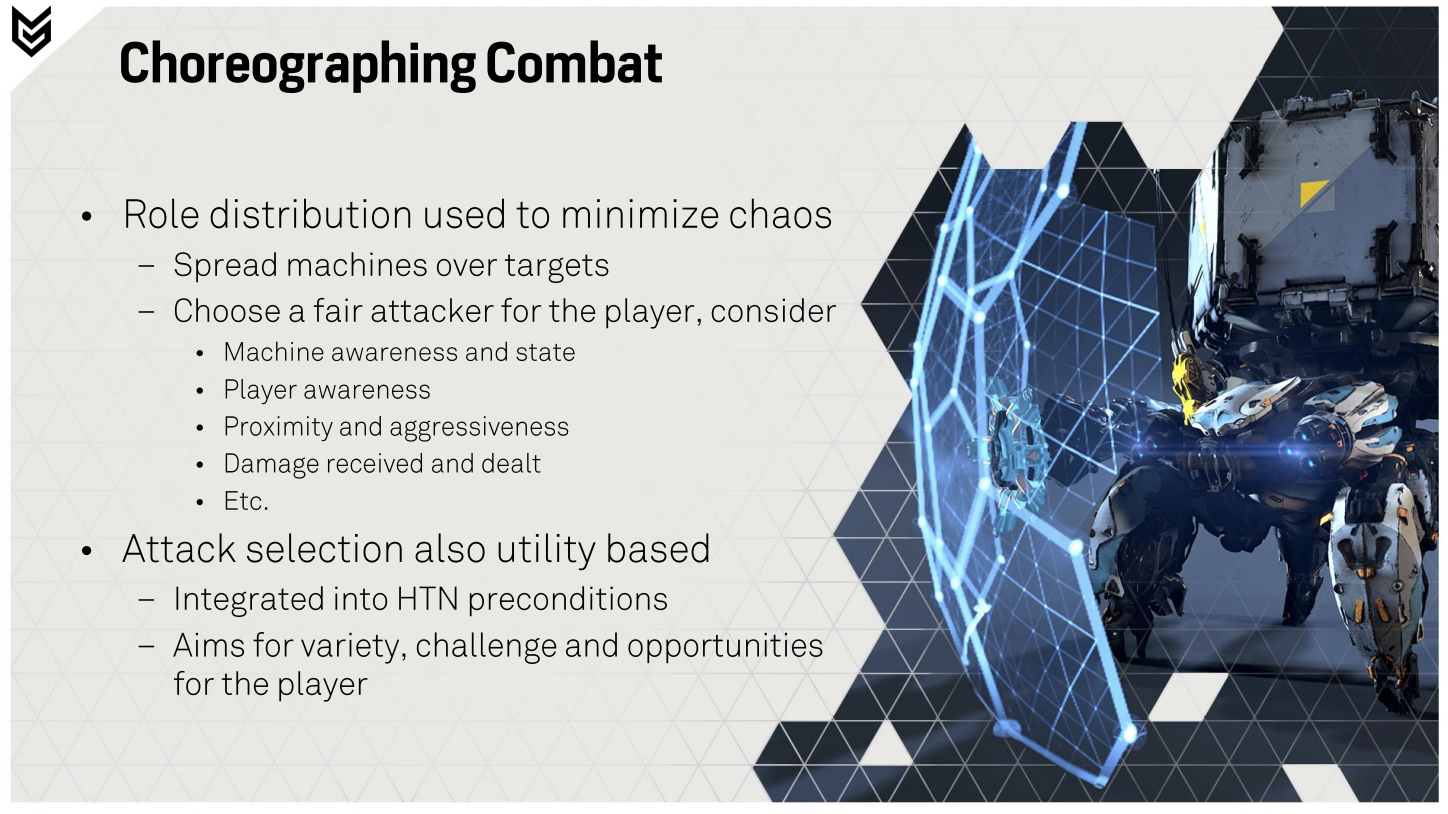 Choreographing Combat
• Role distribution used to minimize chaos
– Spread machines over targets
– Choose a fair attacker for the player, consider
• Machine awareness and state
• Player awareness
• Proximity and aggressiveness
• Damage received and dealt
• Etc.
• Attack selection also utility based
– Integrated into HTN preconditions
– Aims for variety, challenge and opportunities
for the player